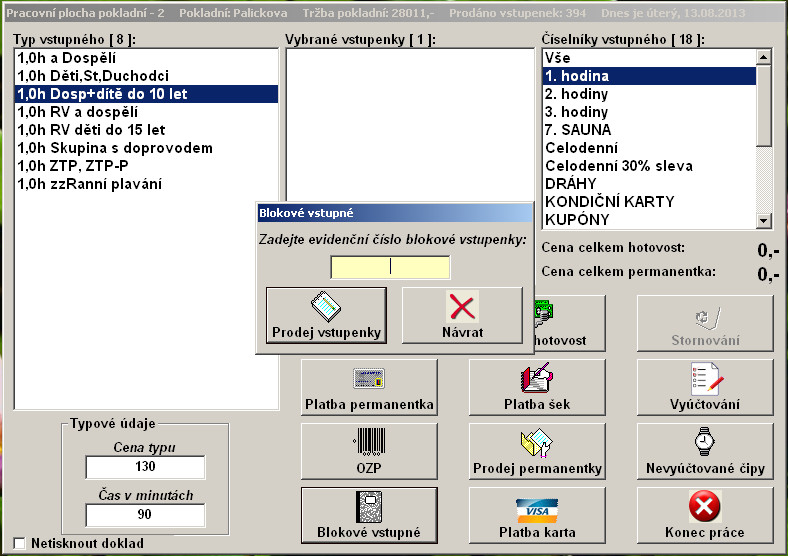 Pracovní plocha pokladní - 2 Pokladní: Palickova Tržba pokladní: 28011,- Prodáno vstupenek: 394 Dnes je úterý, 13.08.2013
Typ vstupného [ 8 ]:
1,0h a Dospělí
1,0h Děti,St,Duchodci
1,0h Dosp+dítě do 10 let
1,0h RV a dospělí
1,0h RV děti do 15 let
1,0h Skupina s doprovodem
1,0h ZTP, ZTP-P
1,0h zzRanní plavání
Vybrané vstupenky [ 1 ]:
Číselníky vstupného [ 18 ]:
Vše
1. hodina
2. hodiny
3. hodiny
7. SAUNA
Celodenní
Celodenní 30% sleva
DRÁHY
KONDIČNÍ KARTY
KUPÓNY
Cena celkem hotovost: 0,-
Cena celkem permanentka: 0,-
Blokové vstupné
Zadejte evidenční číslo blokové vstupenky:
Prodej vstupenky
Návrat
hotovost
Stornování
Platba permanentka
Platba šek
Vyúčtování
OZP
Prodej permanentky
Nevyúčtované čipy
Blokové vstupné
VISA
Platba karta
Konec práce
Typové údaje
Cena typu
130
Čas v minutách
90
Netisknout doklad